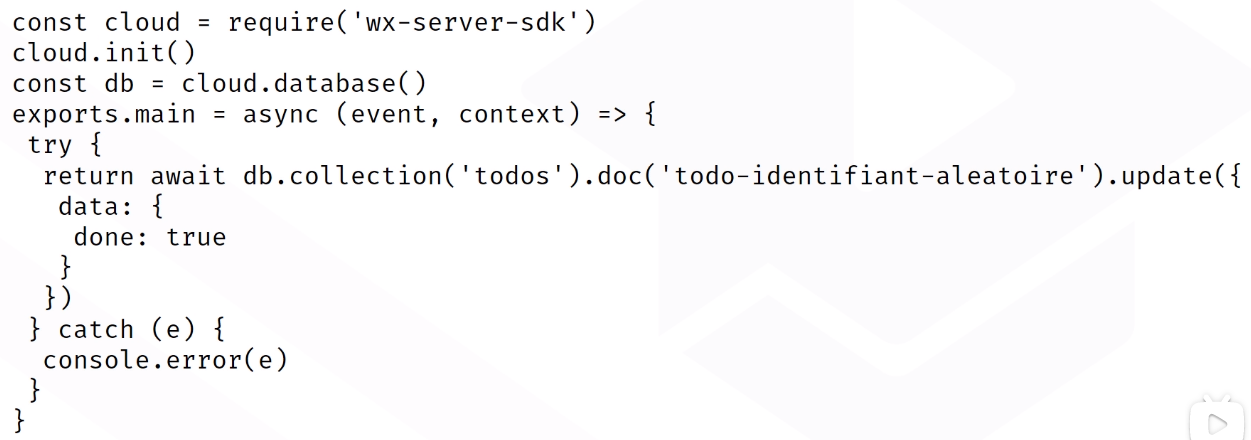 const cloud = require('wx-server-sdk')
cloud.init()
const db = cloud.database()
exports.main = async (event, context) => {
 try {
  return await db.collection('todos').doc('todo-identifiant-aleatoire').update({
   data: {
    done: true
   }
  })
 } catch (e) {
  console.error(e)
 }
}